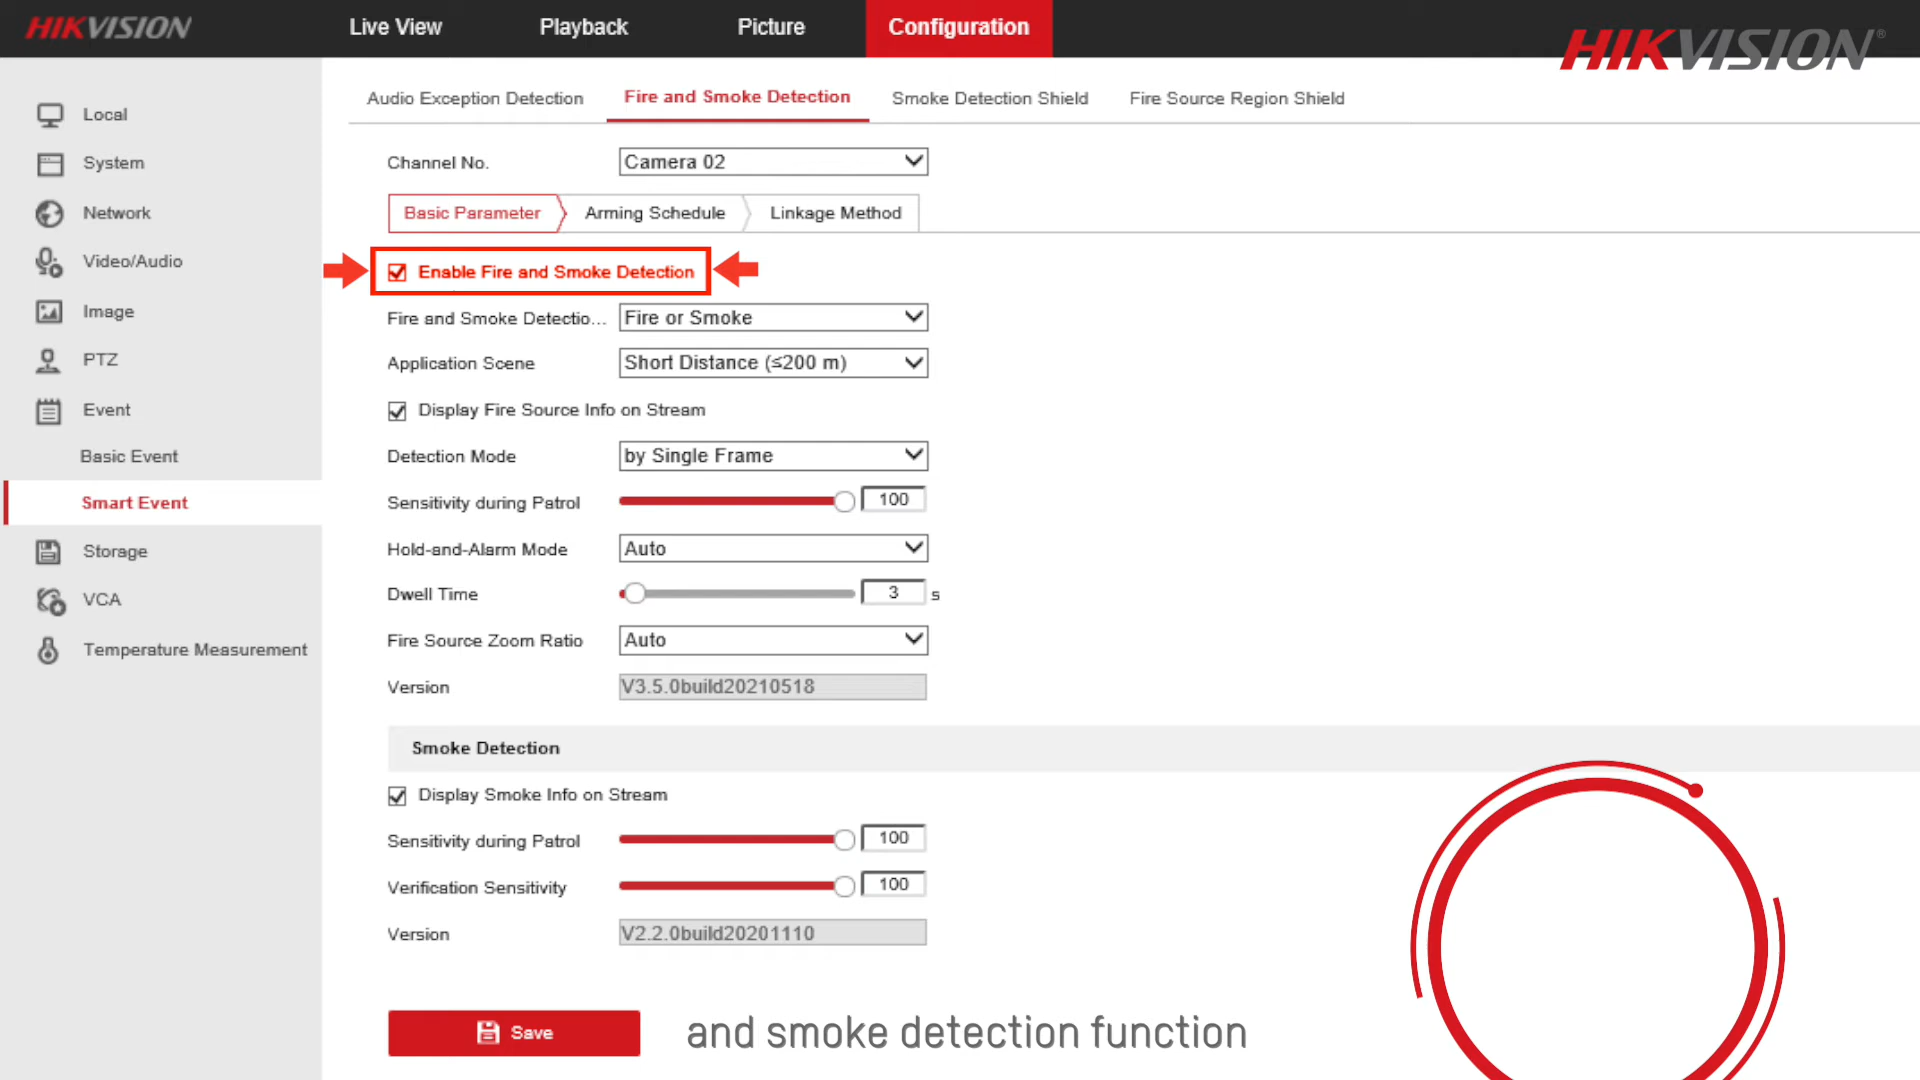 HIKVISION
Live View
Playback
Picture
Configuration
HIKVISION®
Local
System
Network
Video/Audio
Image
PTZ
Event
Basic Event
Smart Event
Storage
VCA
Temperature Measurement
Audio Exception Detection
Fire and Smoke Detection
Smoke Detection Shield
Fire Source Region Shield
Channel No.
Camera 02
Basic Parameter
Arming Schedule
Linkage Method
Enable Fire and Smoke Detection
Fire and Smoke Detectio...
Fire or Smoke
Application Scene
Short Distance (≤200 m)
Display Fire Source Info on Stream
Detection Mode
by Single Frame
Sensitivity during Patrol
100
Hold-and-Alarm Mode
Auto
Dwell Time
3 s
Fire Source Zoom Ratio
Auto
Version
V3.5.0build20210518
Smoke Detection
Display Smoke Info on Stream
Sensitivity during Patrol
100
Verification Sensitivity
100
Version
V2.2.0build20201110
Save
and smoke detection function